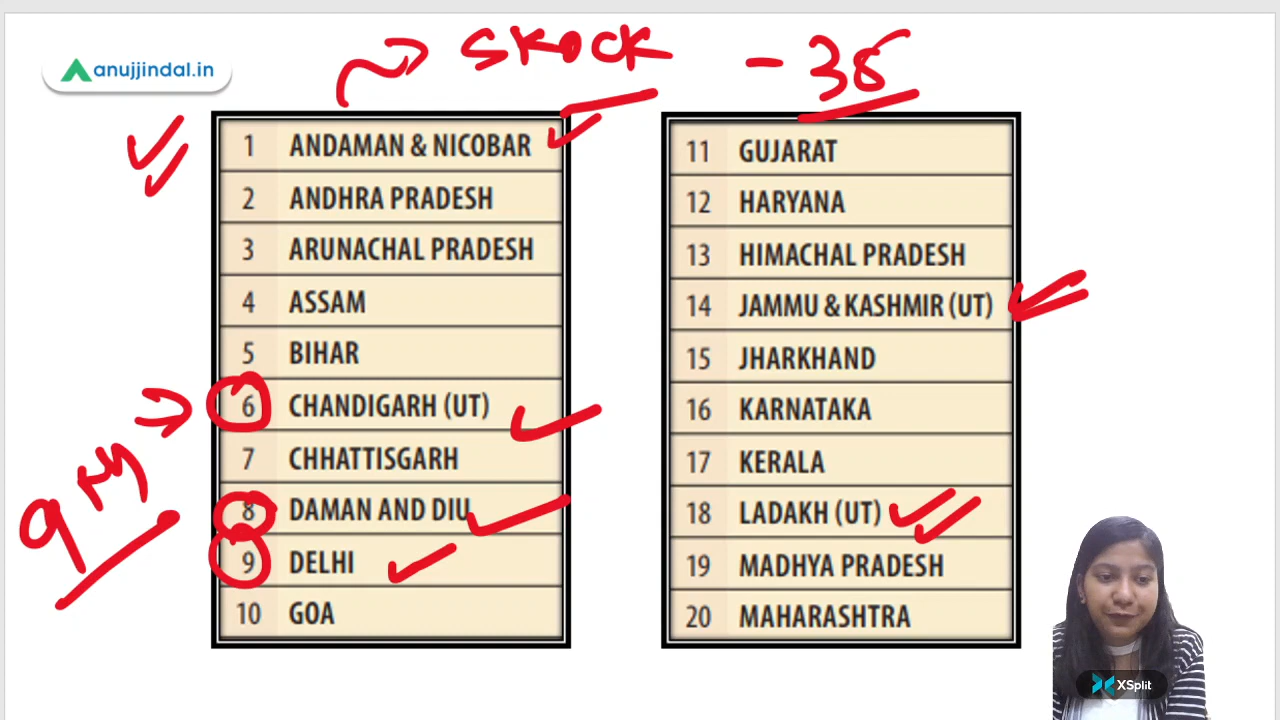 anujjindal.in
SKOCK - 38
1 ANDAMAN & NICOBAR
2 ANDHRA PRADESH
3 ARUNACHAL PRADESH
4 ASSAM
5 BIHAR
6 CHANDIGARH (UT)
7 CHHATTISGARH
8 DAMAN AND DIU
9 DELHI
10 GOA
11 GUJARAT
12 HARYANA
13 HIMACHAL PRADESH
14 JAMMU & KASHMIR (UT)
15 JHARKHAND
16 KARNATAKA
17 KERALA
18 LADAKH (UT)
19 MADHYA PRADESH
20 MAHARASHTRA
9
XSplit